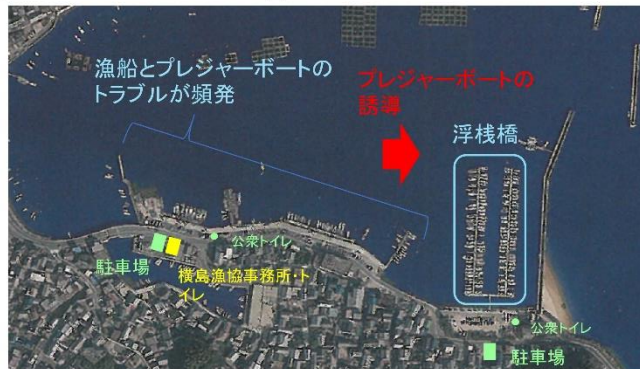 漁船とプレジャーボートの
トラブルが頻発
プレジャーボートの
誘導
浮桟橋
公衆トイレ
駐車場
横島漁協事務所・ト
イレ
公衆トイレ
駐車場